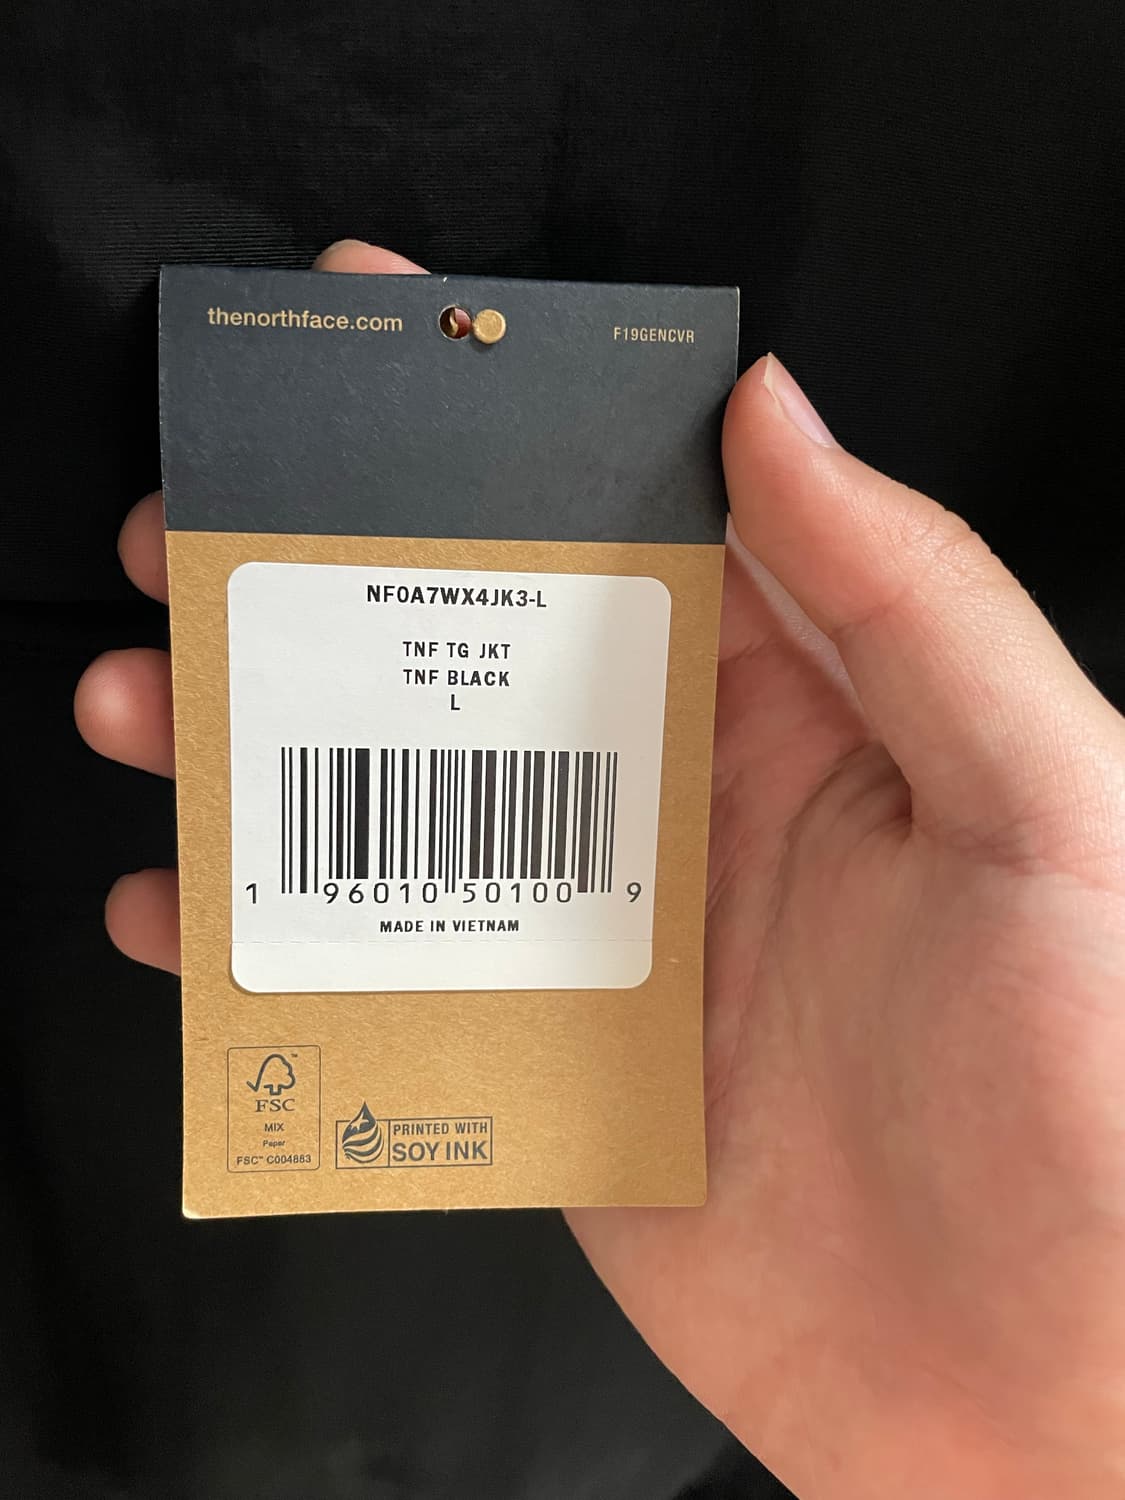 thenorthface.com
F19GENCVR
NF0A7WX4JK3-L
TNF TG JKT
TNF BLACK
L
1 96010 50100 9
MADE IN VIETNAM
FSC™
MIX
Paper
FSC™ C004883
PRINTED WITH
SOY INK